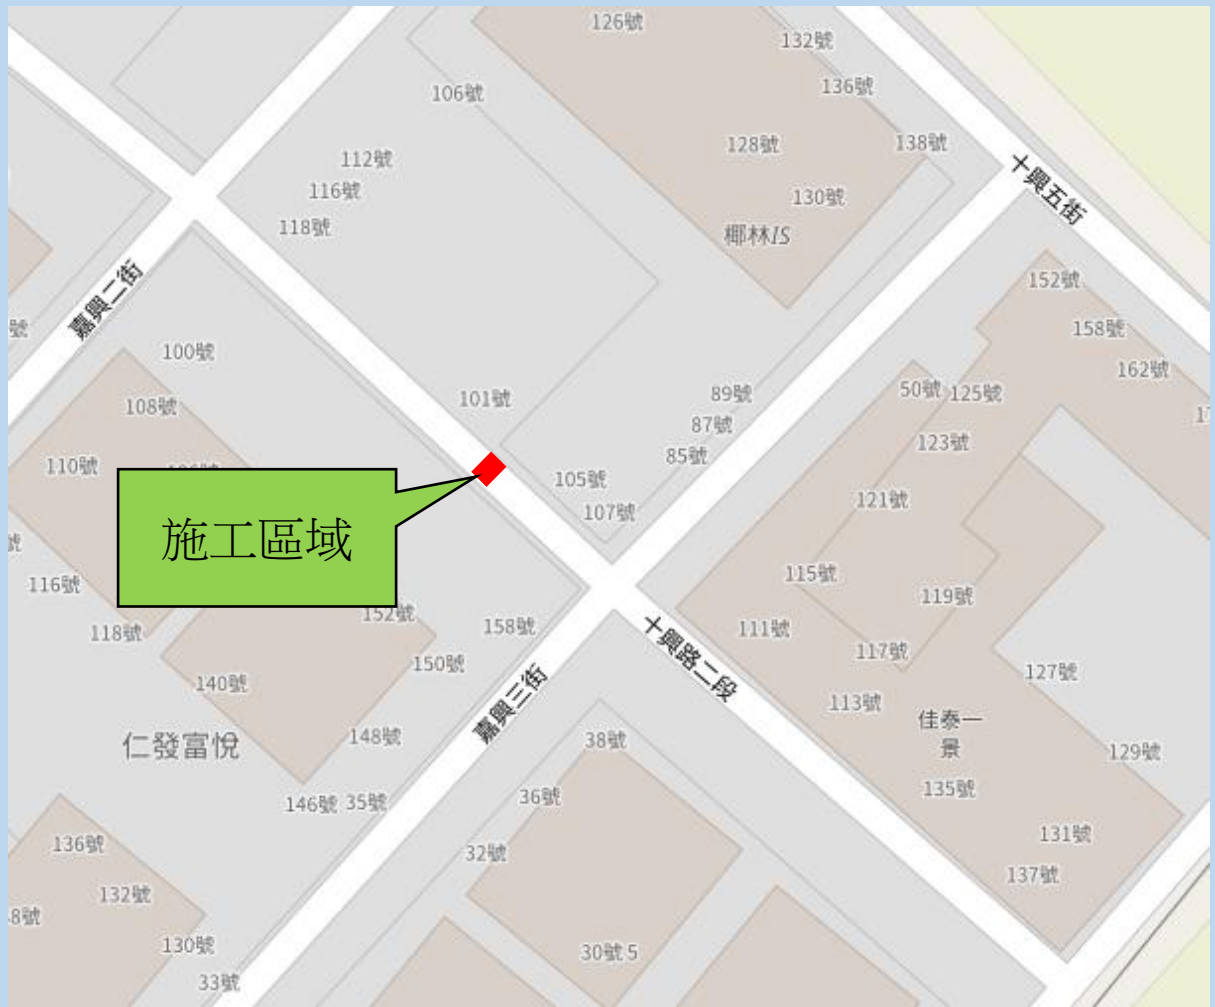 126號
132號
136號
106號
138號
128號
112號
十興五街
116號
130號
118號
椰林IS
152號
嘉興二街
158號
號
100號
162號
50號
125號
89號
101號
108號
17
87號
123號
85號
110號
105號
121號
107號
施工區域
號
115號
116號
119號
152號
158號
111號
118號
十興路二段
117號
150號
127號
140號
嘉興三街
113號
佳泰一
景
148號
38號
仁發富悅
129號
135號
36號
146號
35號
131號
136號
32號
137號
132號
8號
130號
30號 5
33號